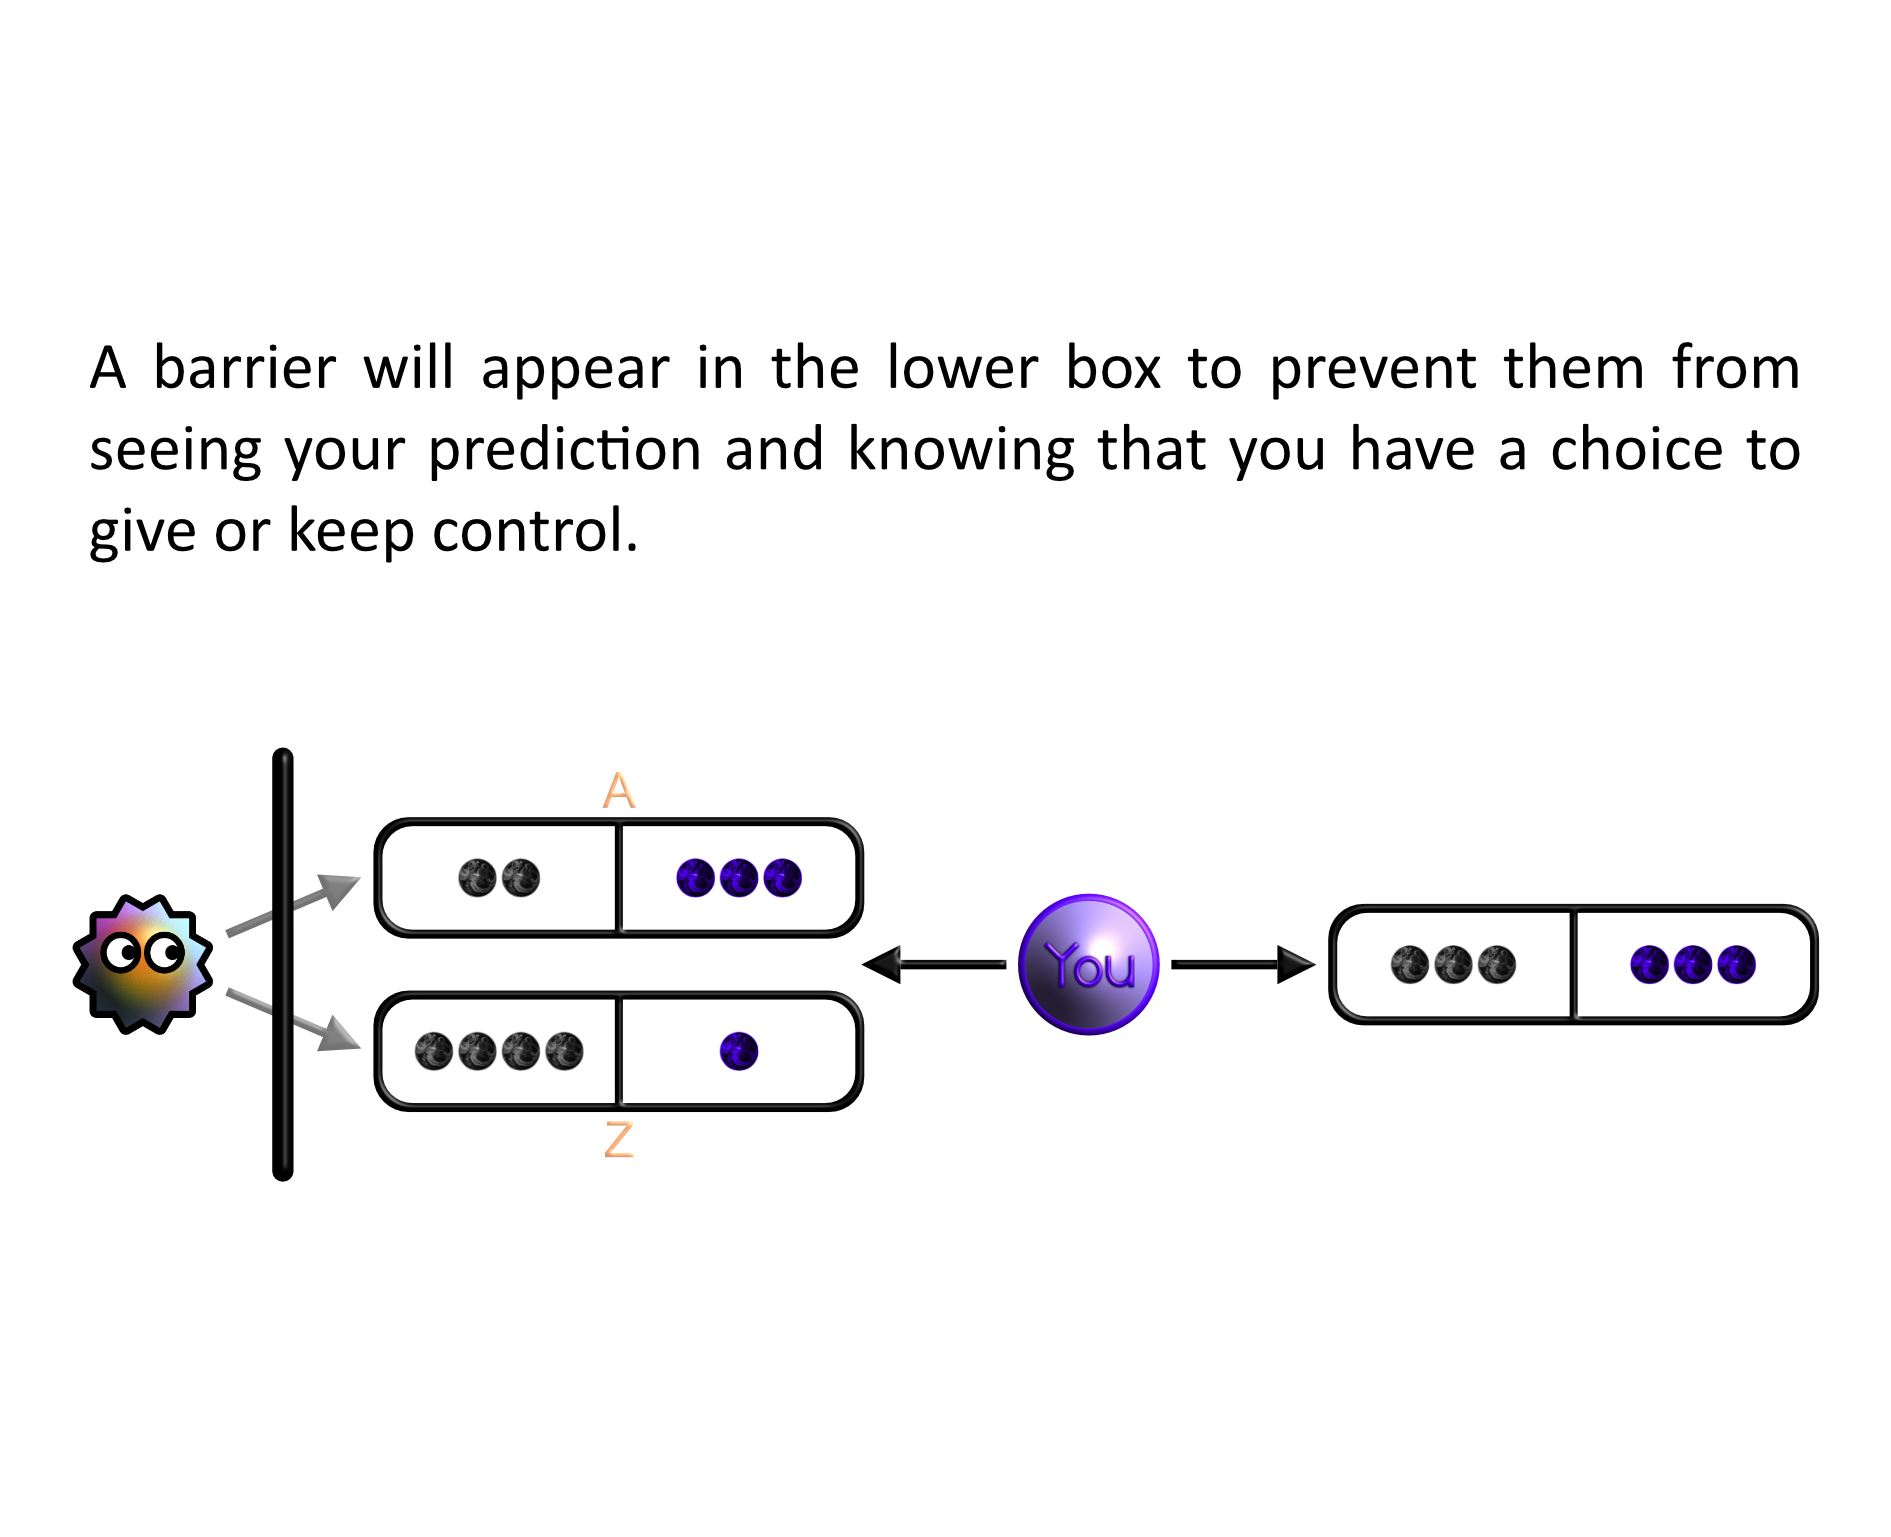 A barrier will appear in the lower box to prevent them from
seeing your prediction and knowing that you have a choice to
give or keep control.
A
You
Z